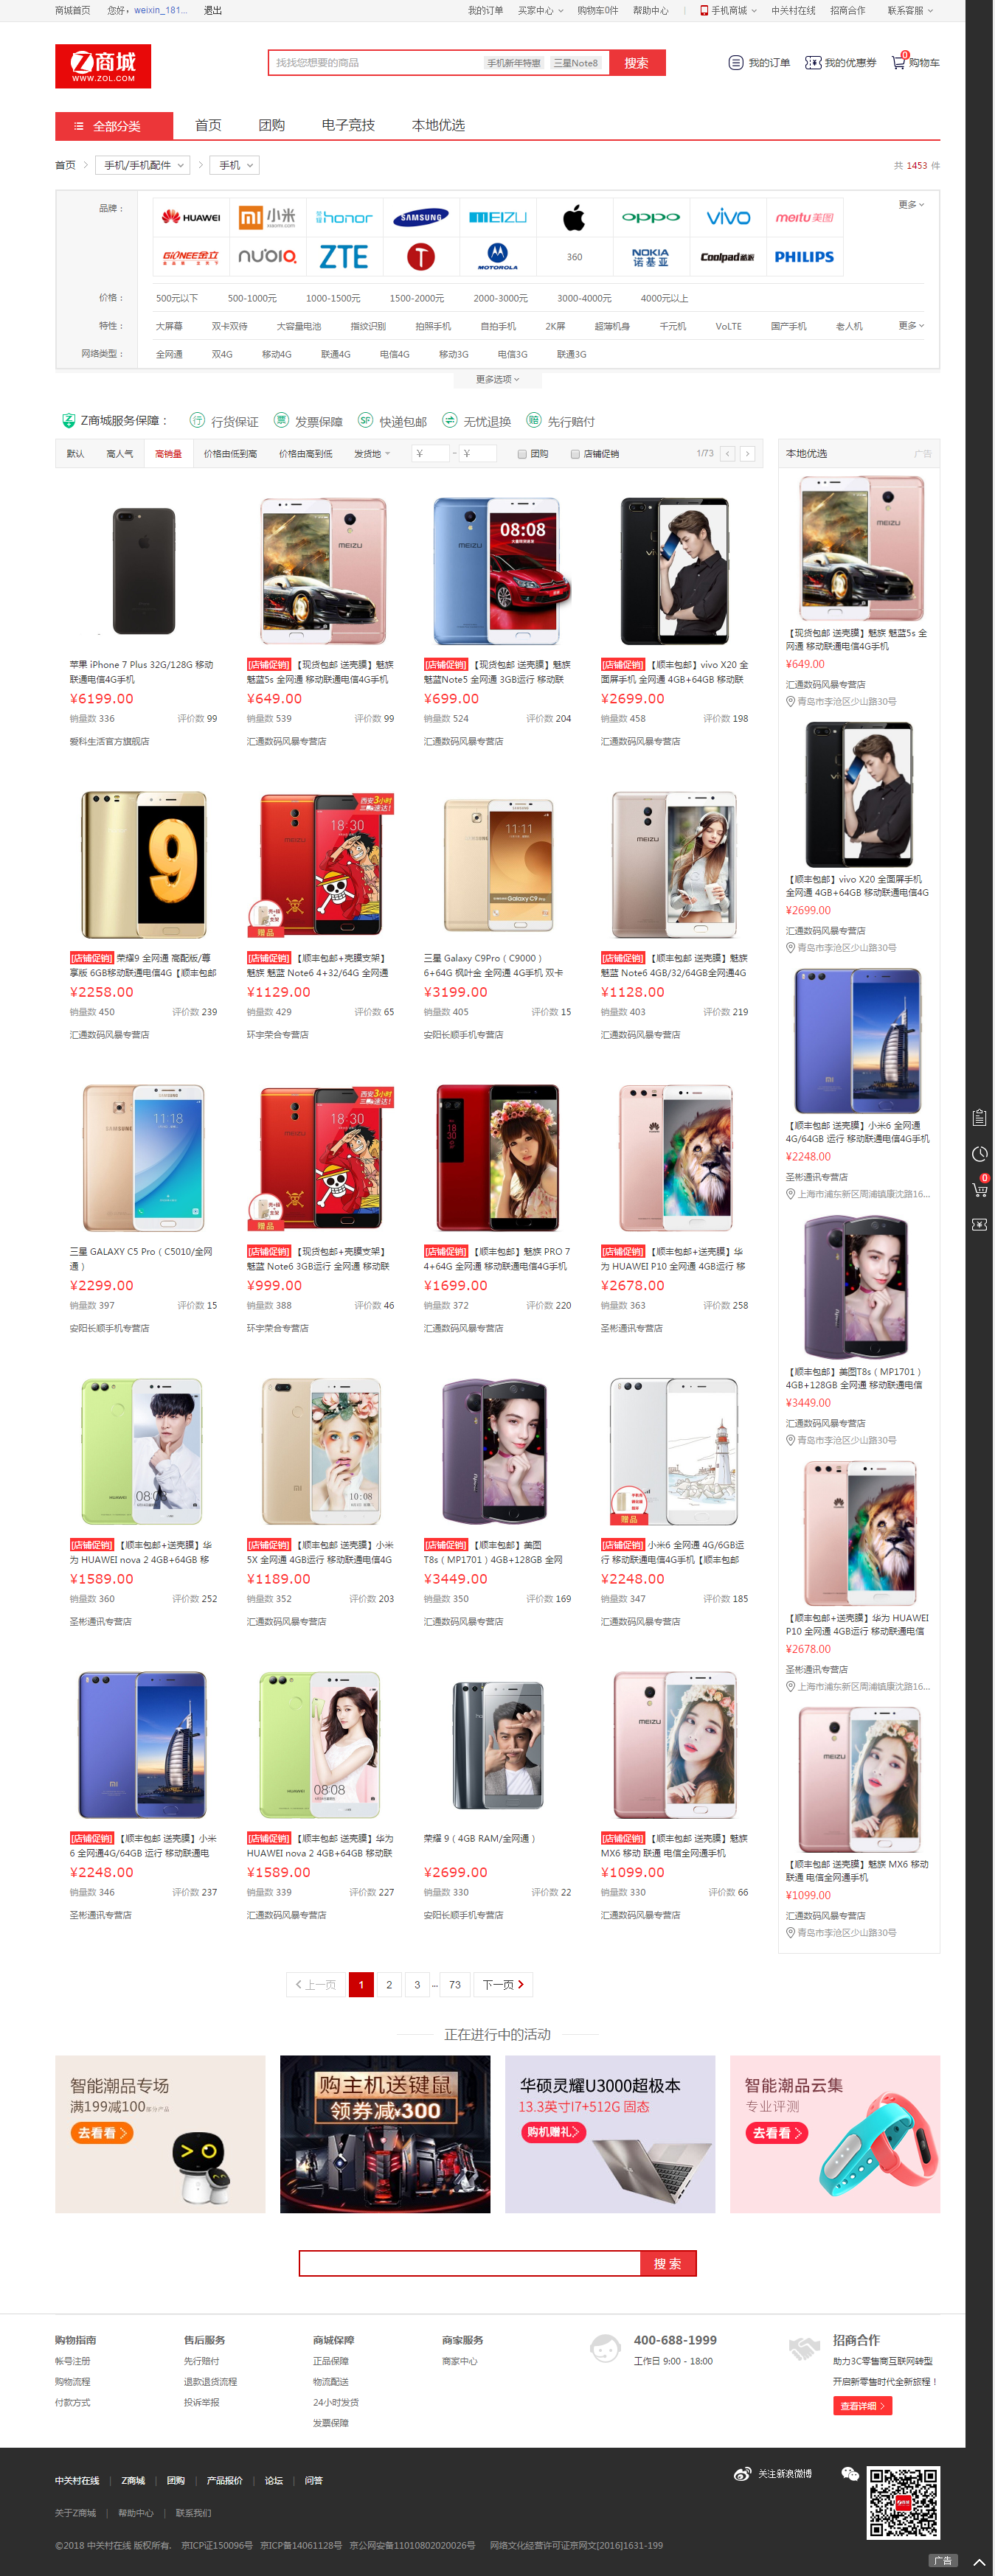 商城首页 您好，weixin_181... 退出 我的订单 买家中心 购物车0件 帮助中心 手机商城 中关村在线 招商合作 联系客服
Z商城
WWW.ZOL.COM
找找您想要的商品 手机新年特惠 三星Note8 搜索
我的订单 我的优惠券 0 购物车
全部分类 首页 团购 电子竞技 本地优选
首页 手机/手机配件 手机 共 1453 件
品牌：
HUAWEI 小米 xiaomi.com 荣耀 honor SAMSUNG MEIZU OPPO VIVO meitu 美图 更多
GIONEE金立 nubia ZTE T MOTOROLA 360 NOKIA 诺基亚 Coolpad酷派 PHILIPS
价格： 500元以下 500-1000元 1000-1500元 1500-2000元 2000-3000元 3000-4000元 4000元以上
特性： 大屏幕 双卡双待 大容量电池 指纹识别 拍照手机 自拍手机 2K屏 超薄机身 千元机 VoLTE 国产手机 老人机 更多
网络类型： 全网通 双4G 移动4G 联通4G 电信4G 移动3G 电信3G 联通3G
更多选项
Z商城服务保障： 行 行货保证 票 发票保障 SF 快递包邮 无忧退换 赔 先行赔付
默认 高人气 高销量 价格由低到高 价格由高到低 发货地 ¥ - ¥ 团购 店铺促销 1/73
苹果 iPhone 7 Plus 32G/128G 移动
联通电信4G手机
¥6199.00
销量数 336 评价数 99
爱科生活官方旗舰店
[店铺促销]【现货包邮 送壳膜】魅族
魅蓝5s 全网通 移动联通电信4G手机
¥649.00
销量数 539 评价数 99
汇通数码风暴专营店
[店铺促销]【现货包邮 送壳膜】魅族
魅蓝Note5 全网通 3GB运行 移动联
¥699.00
销量数 524 评价数 204
汇通数码风暴专营店
[店铺促销]【顺丰包邮】vivo X20 全
面屏手机 全网通 4GB+64GB 移动联
¥2699.00
销量数 458 评价数 198
汇通数码风暴专营店
[店铺促销] 荣耀9 全网通 高配版/尊
享版 6GB移动联通电信4G【顺丰包邮
¥2258.00
销量数 450 评价数 239
汇通数码风暴专营店
[店铺促销]【顺丰包邮+壳膜支架】
魅族 魅蓝 Note6 4+32/64G 全网通
¥1129.00
销量数 429 评价数 65
环宇荣合专营店
三星 Galaxy C9Pro（C9000）
6+64G 枫叶金 全网通 4G手机 双卡
¥3199.00
销量数 405 评价数 15
安阳长顺手机专营店
[店铺促销]【顺丰包邮 送壳膜】魅族
魅蓝 Note6 4GB/32/64GB全网通4G
¥1128.00
销量数 403 评价数 219
汇通数码风暴专营店
三星 GALAXY C5 Pro（C5010/全网
通）
¥2299.00
销量数 397 评价数 15
安阳长顺手机专营店
[店铺促销]【现货包邮+壳膜支架】
魅蓝 Note6 3GB运行 全网通 移动联
¥999.00
销量数 388 评价数 46
环宇荣合专营店
[店铺促销]【顺丰包邮】魅族 PRO 7
4+64G 全网通 移动联通电信4G手机
¥1699.00
销量数 372 评价数 220
汇通数码风暴专营店
[店铺促销]【顺丰包邮+送壳膜】华
为 HUAWEI P10 全网通 4GB运行 移
¥2678.00
销量数 363 评价数 258
圣彬通讯专营店
[店铺促销]【顺丰包邮+送壳膜】华
为 HUAWEI nova 2 4GB+64GB 移
¥1589.00
销量数 360 评价数 252
圣彬通讯专营店
[店铺促销]【顺丰包邮 送壳膜】小米
5X 全网通 4GB运行 移动联通电信4G
¥1189.00
销量数 352 评价数 203
汇通数码风暴专营店
[店铺促销]【顺丰包邮】美图
T8s（MP1701）4GB+128GB 全网
¥3449.00
销量数 350 评价数 169
汇通数码风暴专营店
[店铺促销] 小米6 全网通 4G/6GB运
行 移动联通电信4G手机【顺丰包邮
¥2248.00
销量数 347 评价数 185
汇通数码风暴专营店
[店铺促销]【顺丰包邮 送壳膜】小米
6 全网通4G/64GB 运行 移动联通电
¥2248.00
销量数 346 评价数 237
圣彬通讯专营店
[店铺促销]【顺丰包邮 送壳膜】华为
HUAWEI nova 2 4GB+64GB 移动联
¥1589.00
销量数 339 评价数 227
汇通数码风暴专营店
荣耀 9（4GB RAM/全网通）
¥2699.00
销量数 330 评价数 22
安阳长顺手机专营店
[店铺促销]【顺丰包邮 送壳膜】魅族
MX6 移动 联通 电信全网通手机
¥1099.00
销量数 330 评价数 66
汇通数码风暴专营店
本地优选 广告
【现货包邮 送壳膜】魅族 魅蓝5s 全
网通 移动联通电信4G手机
¥649.00
汇通数码风暴专营店
青岛市李沧区少山路30号
【顺丰包邮】vivo X20 全面屏手机
全网通 4GB+64GB 移动联通电信4G
¥2699.00
汇通数码风暴专营店
青岛市李沧区少山路30号
【顺丰包邮 送壳膜】小米6 全网通
4G/64GB 运行 移动联通电信4G手机
¥2248.00
圣彬通讯专营店
上海市浦东新区周浦镇康沈路16...
【顺丰包邮】美图T8s（MP1701）
4GB+128GB 全网通 移动联通电信
¥3449.00
汇通数码风暴专营店
青岛市李沧区少山路30号
【顺丰包邮+送壳膜】华为 HUAWEI
P10 全网通 4GB运行 移动联通电信
¥2678.00
圣彬通讯专营店
上海市浦东新区周浦镇康沈路16...
【顺丰包邮 送壳膜】魅族 MX6 移动
联通 电信全网通手机
¥1099.00
汇通数码风暴专营店
青岛市李沧区少山路30号
0
上一页 1 2 3 ... 73 下一页
正在进行中的活动
智能潮品专场
满199减100部分产品
去看看
购主机送键鼠
领券减¥300
华硕灵耀U3000超极本
13.3英寸I7+512G 固态
购机赠礼
智能潮品云集
专业评测
去看看
搜 索
购物指南 售后服务 商城保障 商家服务 400-688-1999 招商合作
帐号注册 先行赔付 正品保障 商家中心 工作日 9:00 - 18:00 助力3C零售商互联网转型
购物流程 退款退货流程 物流配送 开启新零售时代全新旅程！
付款方式 投诉举报 24小时发货 查看详细
发票保障
中关村在线 | Z商城 | 团购 | 产品报价 | 论坛 | 问答 关注新浪微博
关于Z商城 | 帮助中心 | 联系我们
©2018 中关村在线 版权所有. 京ICP证150096号 京ICP备14061128号 京公网安备11010802020026号 网络文化经营许可证京网文[2016]1631-199
广告